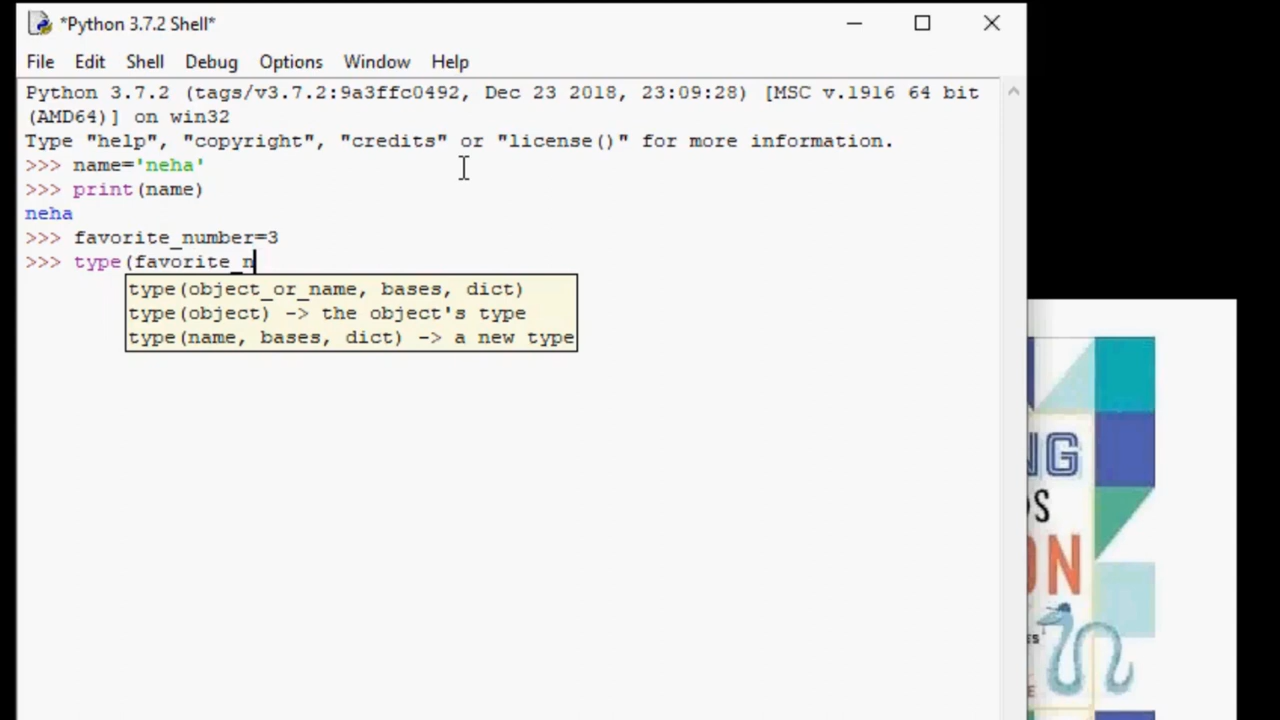 *Python 3.7.2 Shell*
File Edit Shell Debug Options Window Help
Python 3.7.2 (tags/v3.7.2:9a3ffc0492, Dec 23 2018, 23:09:28) [MSC v.1916 64 bit
(AMD64)] on win32
Type "help", "copyright", "credits" or "license()" for more information.
>>> name='neha'
>>> print(name)
neha
>>> favorite_number=3
>>> type(favorite_n
type(object_or_name, bases, dict)
type(object) -> the object's type
type(name, bases, dict) -> a new type
NG
S
ON